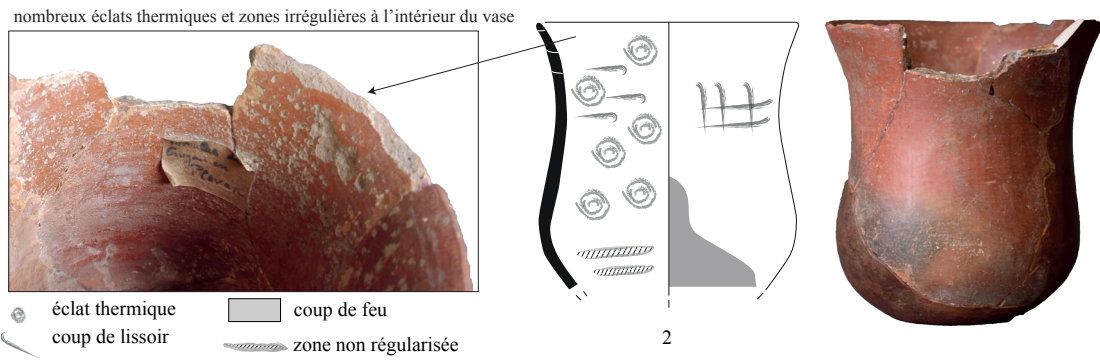 nombreux éclats thermiques et zones irrégulières à l'intérieur du vase
éclat thermique
coup de feu
coup de lissoir
zone non régularisée
2